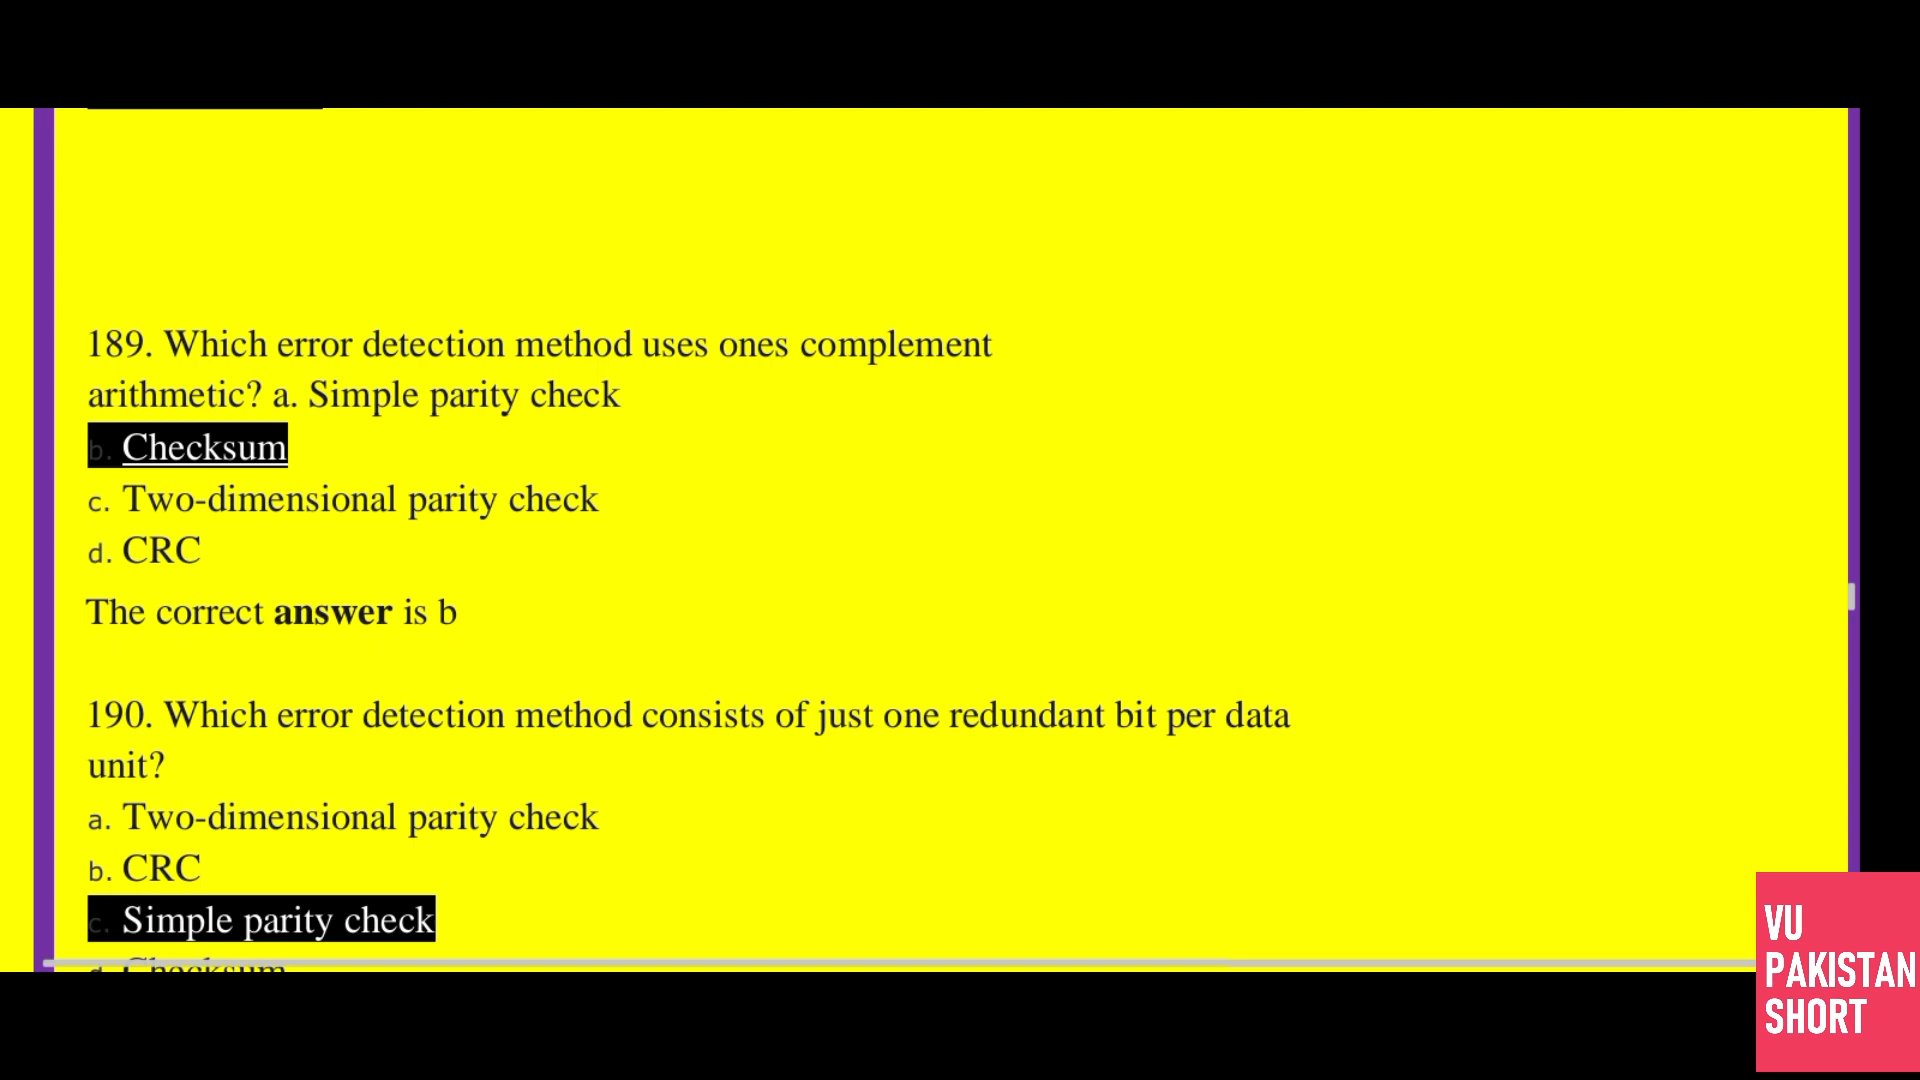 189. Which error detection method uses ones complement
arithmetic? a. Simple parity check
b. Checksum
c. Two-dimensional parity check
d. CRC
The correct answer is b
190. Which error detection method consists of just one redundant bit per data
unit?
a. Two-dimensional parity check
b. CRC
c. Simple parity check
d. Checksum
VU
PAKISTAN
SHORT